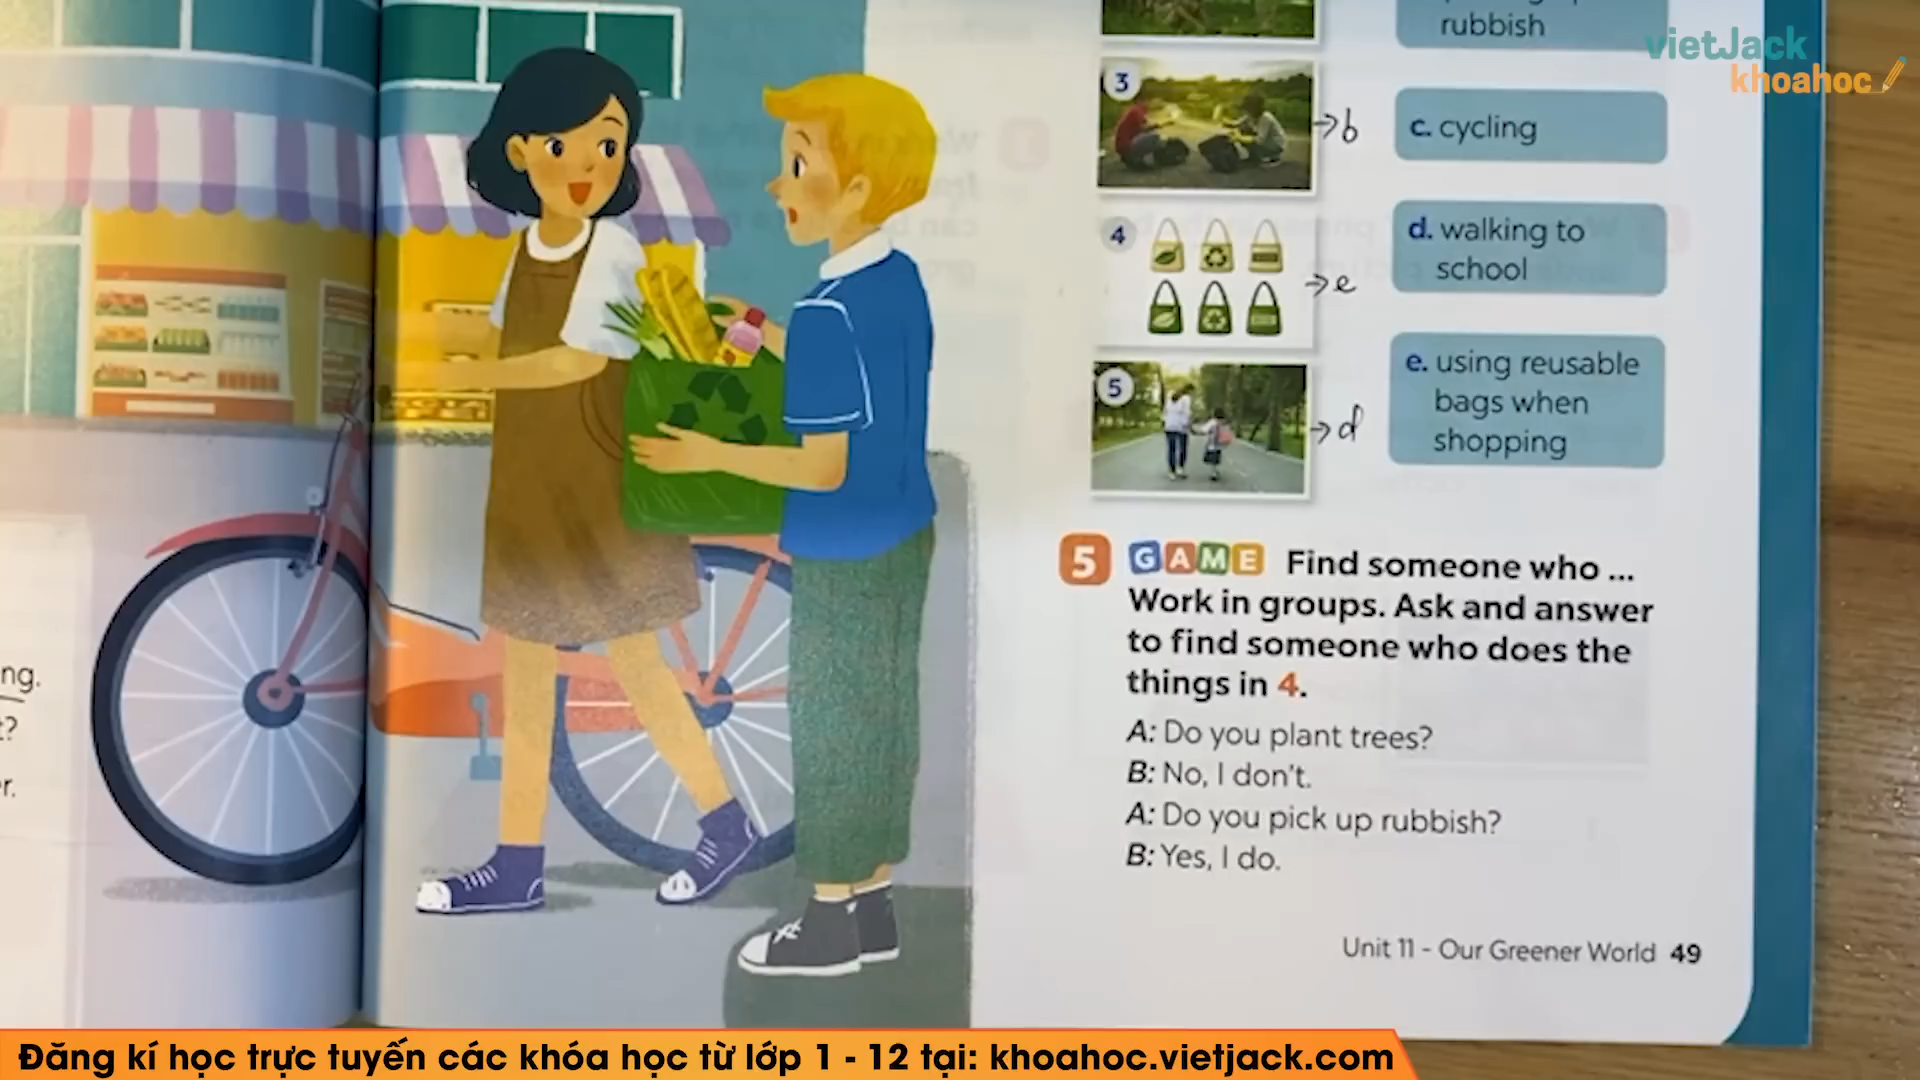 ng.
rubbish
vietJack
khoahoc
3
→b
c. cycling
4
→e
d. walking to
school
5
→d
e. using reusable
bags when
shopping
5 GAME Find someone who ...
Work in groups. Ask and answer
to find someone who does the
things in 4.
A: Do you plant trees?
B: No, I don't.
A: Do you pick up rubbish?
B: Yes, I do.
Unit 11 - Our Greener World 49
Đăng kí học trực tuyến các khóa học từ lớp 1 - 12 tại: khoahoc.vietjack.com